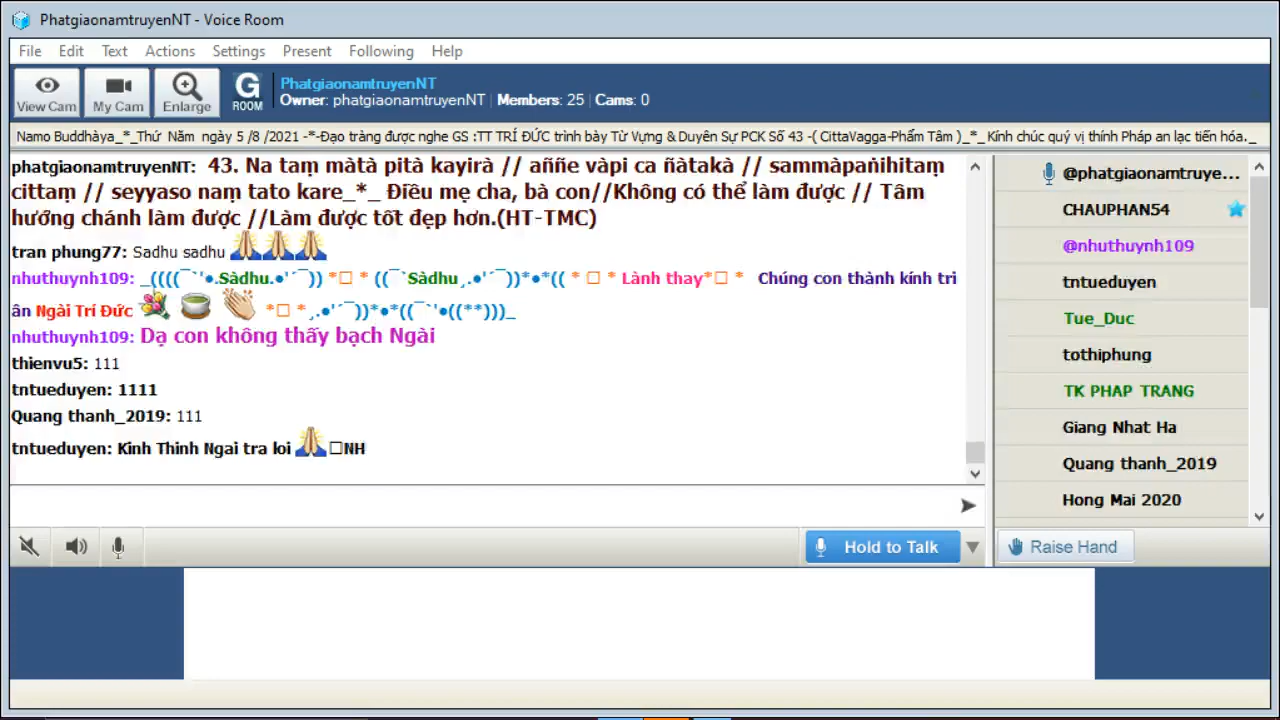 PhatgiaonamtruyenNT - Voice Room
File Edit Text Actions Settings Present Following Help
View Cam My Cam Enlarge G ROOM PhatgiaonamtruyenNT
Owner: phatgiaonamtruyenNT | Members: 25 | Cams: 0
Namo Buddhàya_*_Thứ Năm ngày 5 /8 /2021 -*-Đạo tràng được nghe GS :TT TRÍ ĐỨC trình bày Từ Vựng & Duyên Sự PCK Số 43 -( CittaVagga-Phẩm Tâm )_*_ Kính chúc quý vị thính Pháp an lạc tiến hóa._
phatgiaonamtruyenNT: 43. Na taṃ màtà pità kayirà // aññe vàpi ca ñàtakà // sammàpaṅihitaṃ
cittaṃ // seyyaso naṃ tato kare_*_ Điều mẹ cha, bà con//Không có thể làm được // Tâm
hướng chánh làm được //Làm được tốt đẹp hơn.(HT-TMC)
tran phung77: Sadhu sadhu 🙏🙏🙏
nhuthuynh109: _((((¯`'•.Sàdhu.•'´¯)) *□ * ((¯`Sàdhu¸.•'´¯))*•*(( * □ * Lành thay*□ * Chúng con thành kính tri
ân Ngài Trí Đức 💐 🍵 👏 *□ *¸.•'´¯))*•*((¯`'•((**)))_
nhuthuynh109: Dạ con không thấy bạch Ngài
thienvu5: 111
tntueduyen: 1111
Quang thanh_2019: 111
tntueduyen: Kinh Thinh Ngai tra loi 🙏□NH
Hold to Talk
@phatgiaonamtruye...
CHAUPHAN54
@nhuthuynh109
tntueduyen
Tue_Duc
tothiphung
TK PHAP TRANG
Giang Nhat Ha
Quang thanh_2019
Hong Mai 2020
Raise Hand